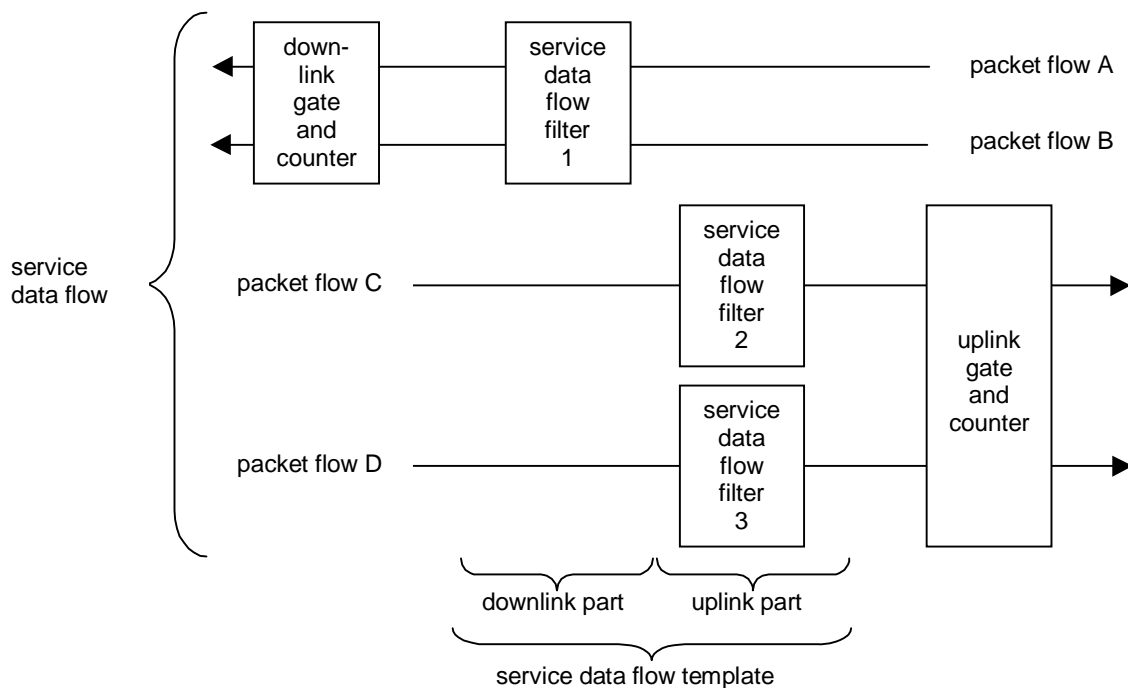 down-
link
gate
and
counter
service
data
flow
filter
1
packet flow A
packet flow B
service
data flow
packet flow C
service
data
flow
filter
2
uplink
gate
and
counter
packet flow D
service
data
flow
filter
3
downlink part
uplink part
service data flow template